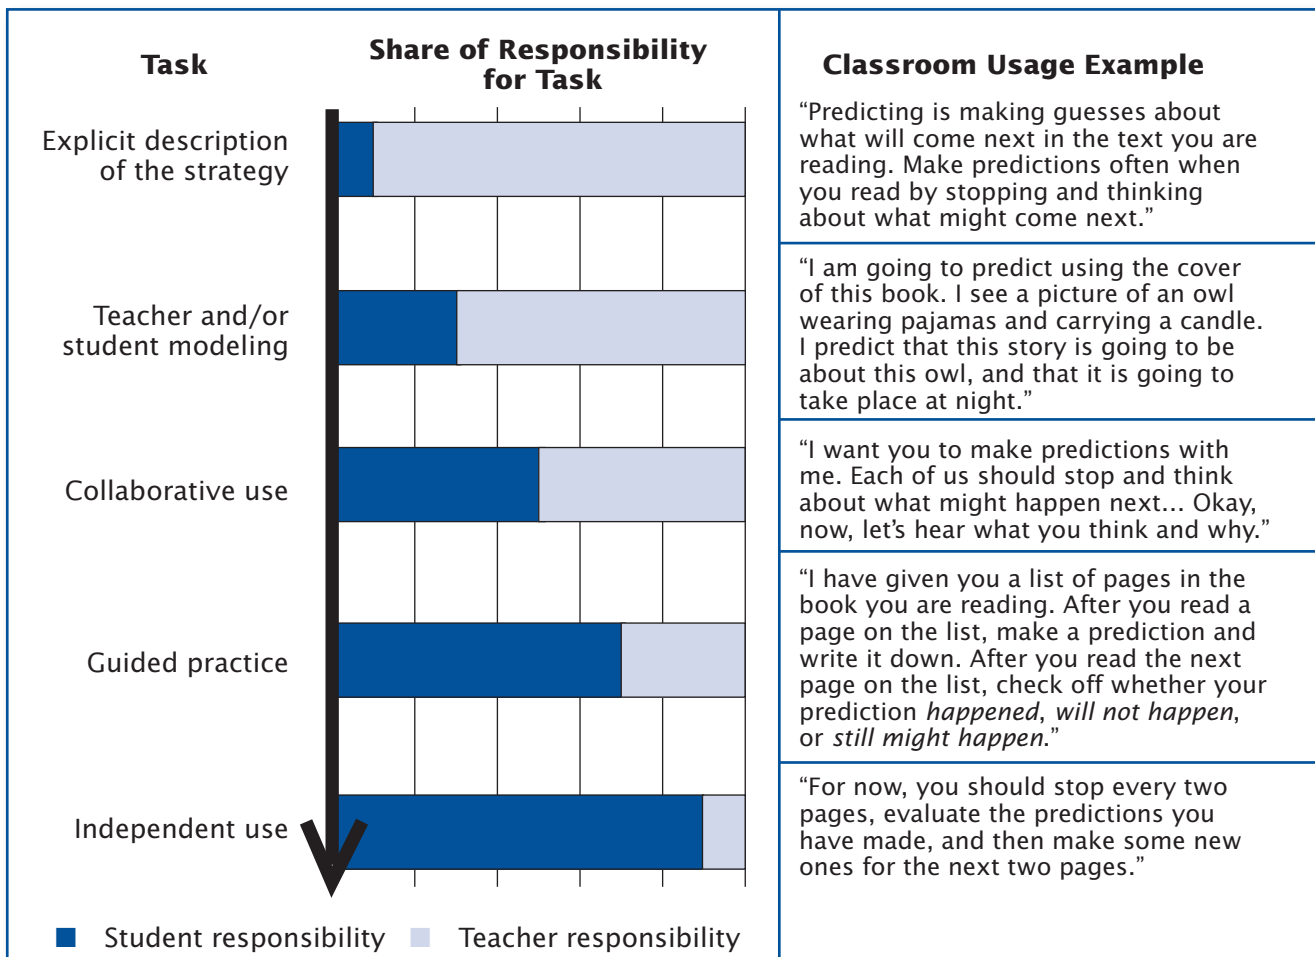 Task
Share of Responsibility
for Task
Classroom Usage Example
Explicit description
of the strategy
“Predicting is making guesses about
what will come next in the text you are
reading. Make predictions often when
you read by stopping and thinking
about what might come next.”
Teacher and/or
student modeling
“I am going to predict using the cover
of this book. I see a picture of an owl
wearing pajamas and carrying a candle.
I predict that this story is going to be
about this owl, and that it is going to
take place at night.”
Collaborative use
“I want you to make predictions with
me. Each of us should stop and think
about what might happen next... Okay,
now, let’s hear what you think and why.”
Guided practice
“I have given you a list of pages in the
book you are reading. After you read a
page on the list, make a prediction and
write it down. After you read the next
page on the list, check off whether your
prediction happened, will not happen,
or still might happen.”
Independent use
“For now, you should stop every two
pages, evaluate the predictions you
have made, and then make some new
ones for the next two pages.”
Student responsibility
Teacher responsibility